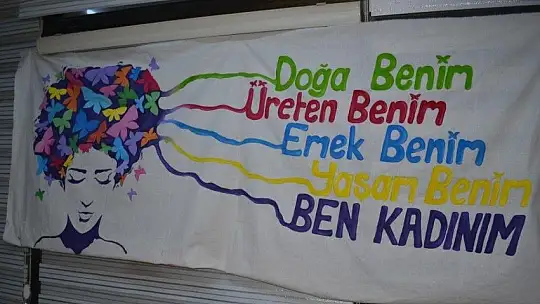 Doğa Benim
Üreten Benim
Emek Benim
Yaşam Benim
BEN KADINIM